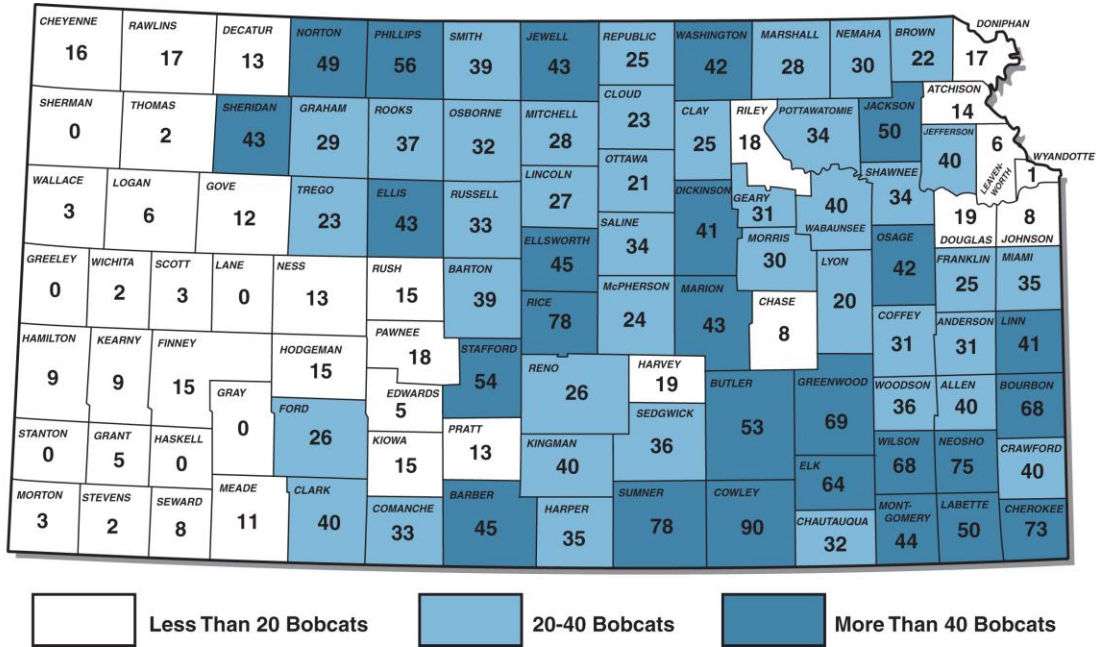 CHEYENNE
16
RAWLINS
17
DECATUR
13
NORTON
49
PHILLIPS
56
SMITH
39
JEWELL
43
REPUBLIC
25
WASHINGTON
42
MARSHALL
28
NEMAHA
30
BROWN
22
DONIPHAN
17
SHERMAN
0
THOMAS
2
SHERIDAN
43
GRAHAM
29
ROOKS
37
OSBORNE
32
MITCHELL
28
CLOUD
23
CLAY
25
RILEY
18
POTTAWATOMIE
34
JACKSON
50
ATCHISON
14
JEFFERSON
40
LEAVEN-
WORTH
6
WYANDOTTE
1
WALLACE
3
LOGAN
6
GOVE
12
TREGO
23
ELLIS
43
RUSSELL
33
LINCOLN
27
OTTAWA
21
SALINE
34
DICKINSON
41
GEARY
31
40
WABAUNSEE
SHAWNEE
34
19
DOUGLAS
8
JOHNSON
GREELEY
0
WICHITA
2
SCOTT
3
LANE
0
NESS
13
RUSH
15
BARTON
39
ELLSWORTH
45
RICE
78
McPHERSON
24
MARION
43
MORRIS
30
CHASE
8
LYON
20
OSAGE
42
FRANKLIN
25
MIAMI
35
HAMILTON
9
KEARNY
9
FINNEY
15
HODGEMAN
15
PAWNEE
18
STAFFORD
54
EDWARDS
5
RENO
26
HARVEY
19
BUTLER
53
GREENWOOD
69
COFFEY
31
ANDERSON
31
LINN
41
GRAY
0
FORD
26
KIOWA
15
PRATT
13
KINGMAN
40
SEDGWICK
36
WOODSON
36
ALLEN
40
BOURBON
68
STANTON
0
GRANT
5
HASKELL
0
ELK
64
WILSON
68
NEOSHO
75
CRAWFORD
40
MORTON
3
STEVENS
2
SEWARD
8
MEADE
11
CLARK
40
COMANCHE
33
BARBER
45
HARPER
35
SUMNER
78
COWLEY
90
CHAUTAUQUA
32
MONT-
GOMERY
44
LABETTE
50
CHEROKEE
73
Less Than 20 Bobcats
20-40 Bobcats
More Than 40 Bobcats